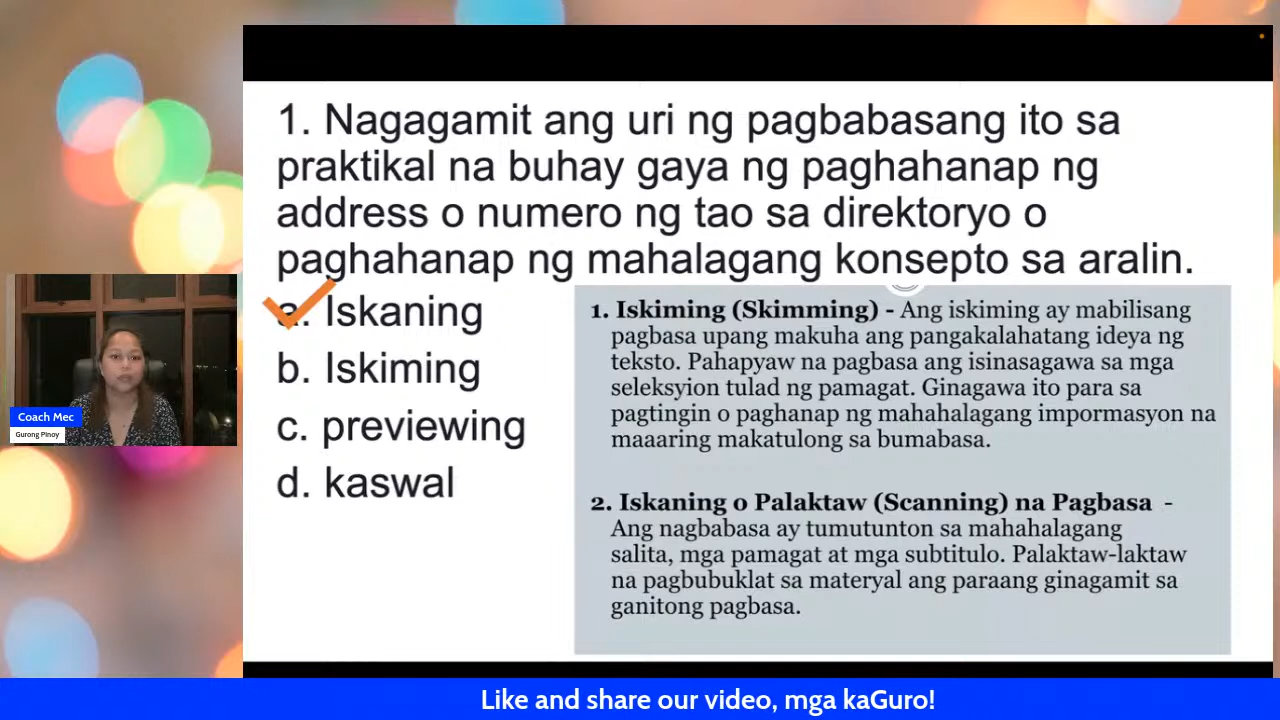 1. Nagagamit ang uri ng pagbabasang ito sa
praktikal na buhay gaya ng paghahanap ng
address o numero ng tao sa direktoryo o
paghahanap ng mahalagang konsepto sa aralin.
a. Iskaning
b. Iskiming
c. previewing
d. kaswal
1. Iskiming (Skimming) - Ang iskiming ay mabilisang
pagbasa upang makuha ang pangakalahatang ideya ng
teksto. Pahapyaw na pagbasa ang isinasagawa sa mga
seleksyion tulad ng pamagat. Ginagawa ito para sa
pagtingin o paghanap ng mahahalagang impormasyon na
maaaring makatulong sa bumabasa.
2. Iskaning o Palaktaw (Scanning) na Pagbasa -
Ang nagbabasa ay tumutunton sa mahahalagang
salita, mga pamagat at mga subtitulo. Palaktaw-laktaw
na pagbubuklat sa materyal ang paraang ginagamit sa
ganitong pagbasa.
Coach Mec
Gurong Pinoy
Like and share our video, mga kaGuro!